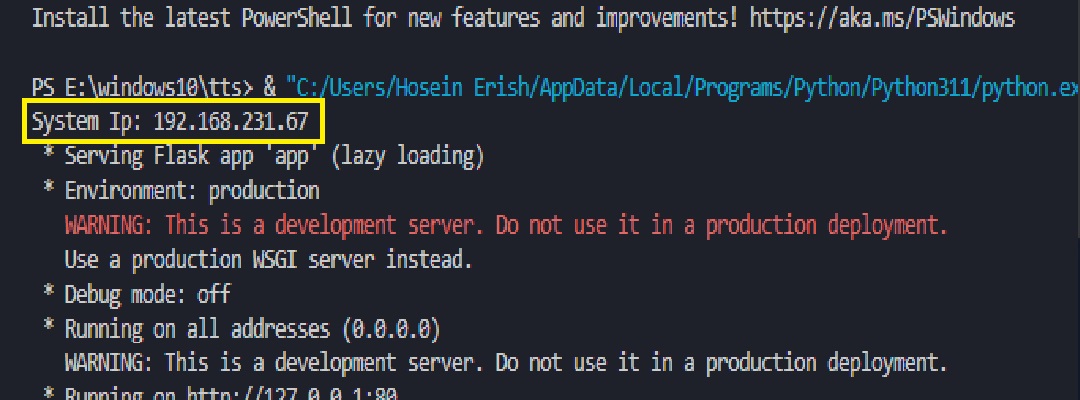 Install the latest PowerShell for new features and improvements! https://aka.ms/PSWindows
PS E:\windows10\tts> & "C:/Users/Hosein Erish/AppData/Local/Programs/Python/Python311/python.ex
System Ip: 192.168.231.67
* Serving Flask app 'app' (lazy loading)
* Environment: production
WARNING: This is a development server. Do not use it in a production deployment.
Use a production WSGI server instead.
* Debug mode: off
* Running on all addresses (0.0.0.0)
WARNING: This is a development server. Do not use it in a production deployment.
* Running on http://127.0.0.1:80